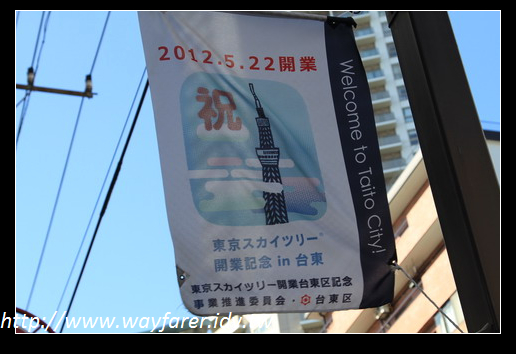 2012.5.22開業
祝
Welcome to Taito City!
東京スカイツリー®
開業記念 in 台東
東京スカイツリー開業台東区記念
事業推進委員会・台東区
http://www.wayfarer.idv.tw